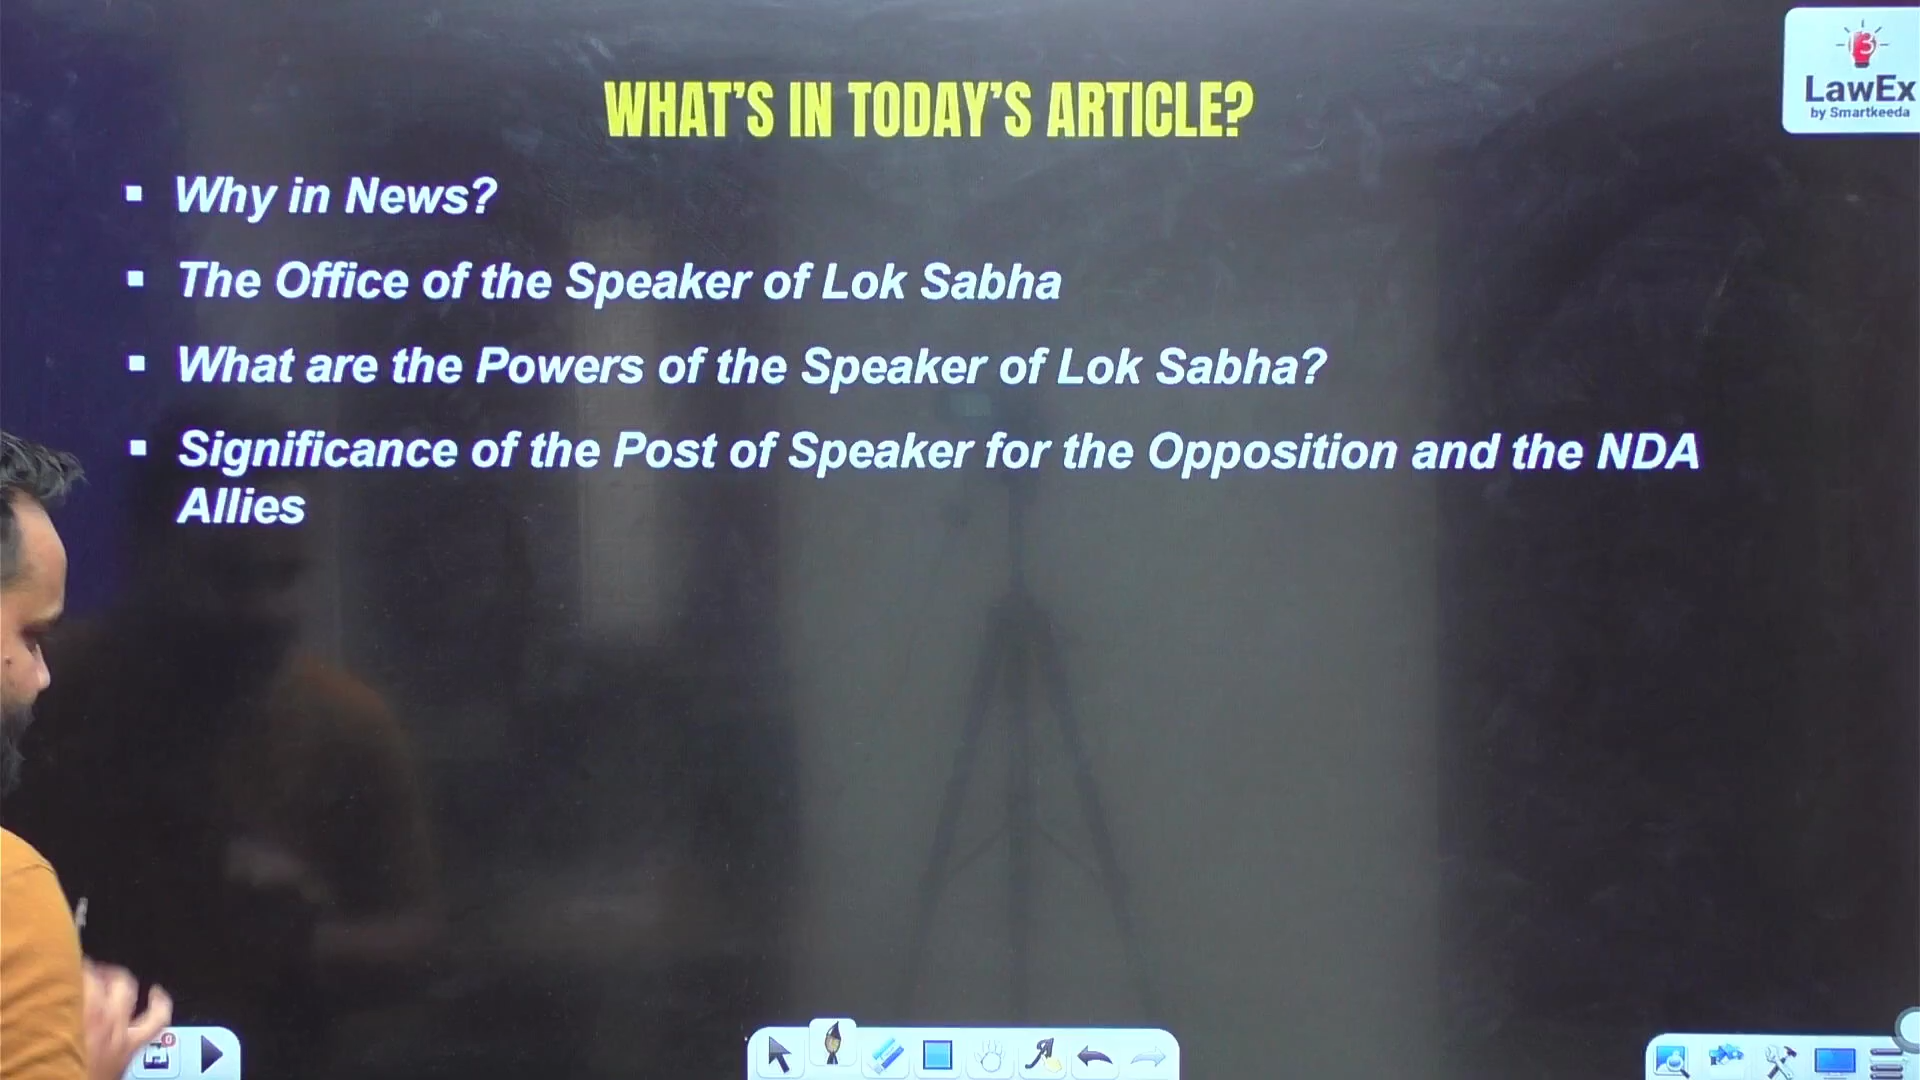 LawEx
by Smartkeeda
WHAT'S IN TODAY'S ARTICLE?
▪ Why in News?
▪ The Office of the Speaker of Lok Sabha
▪ What are the Powers of the Speaker of Lok Sabha?
▪ Significance of the Post of Speaker for the Opposition and the NDA
Allies
0